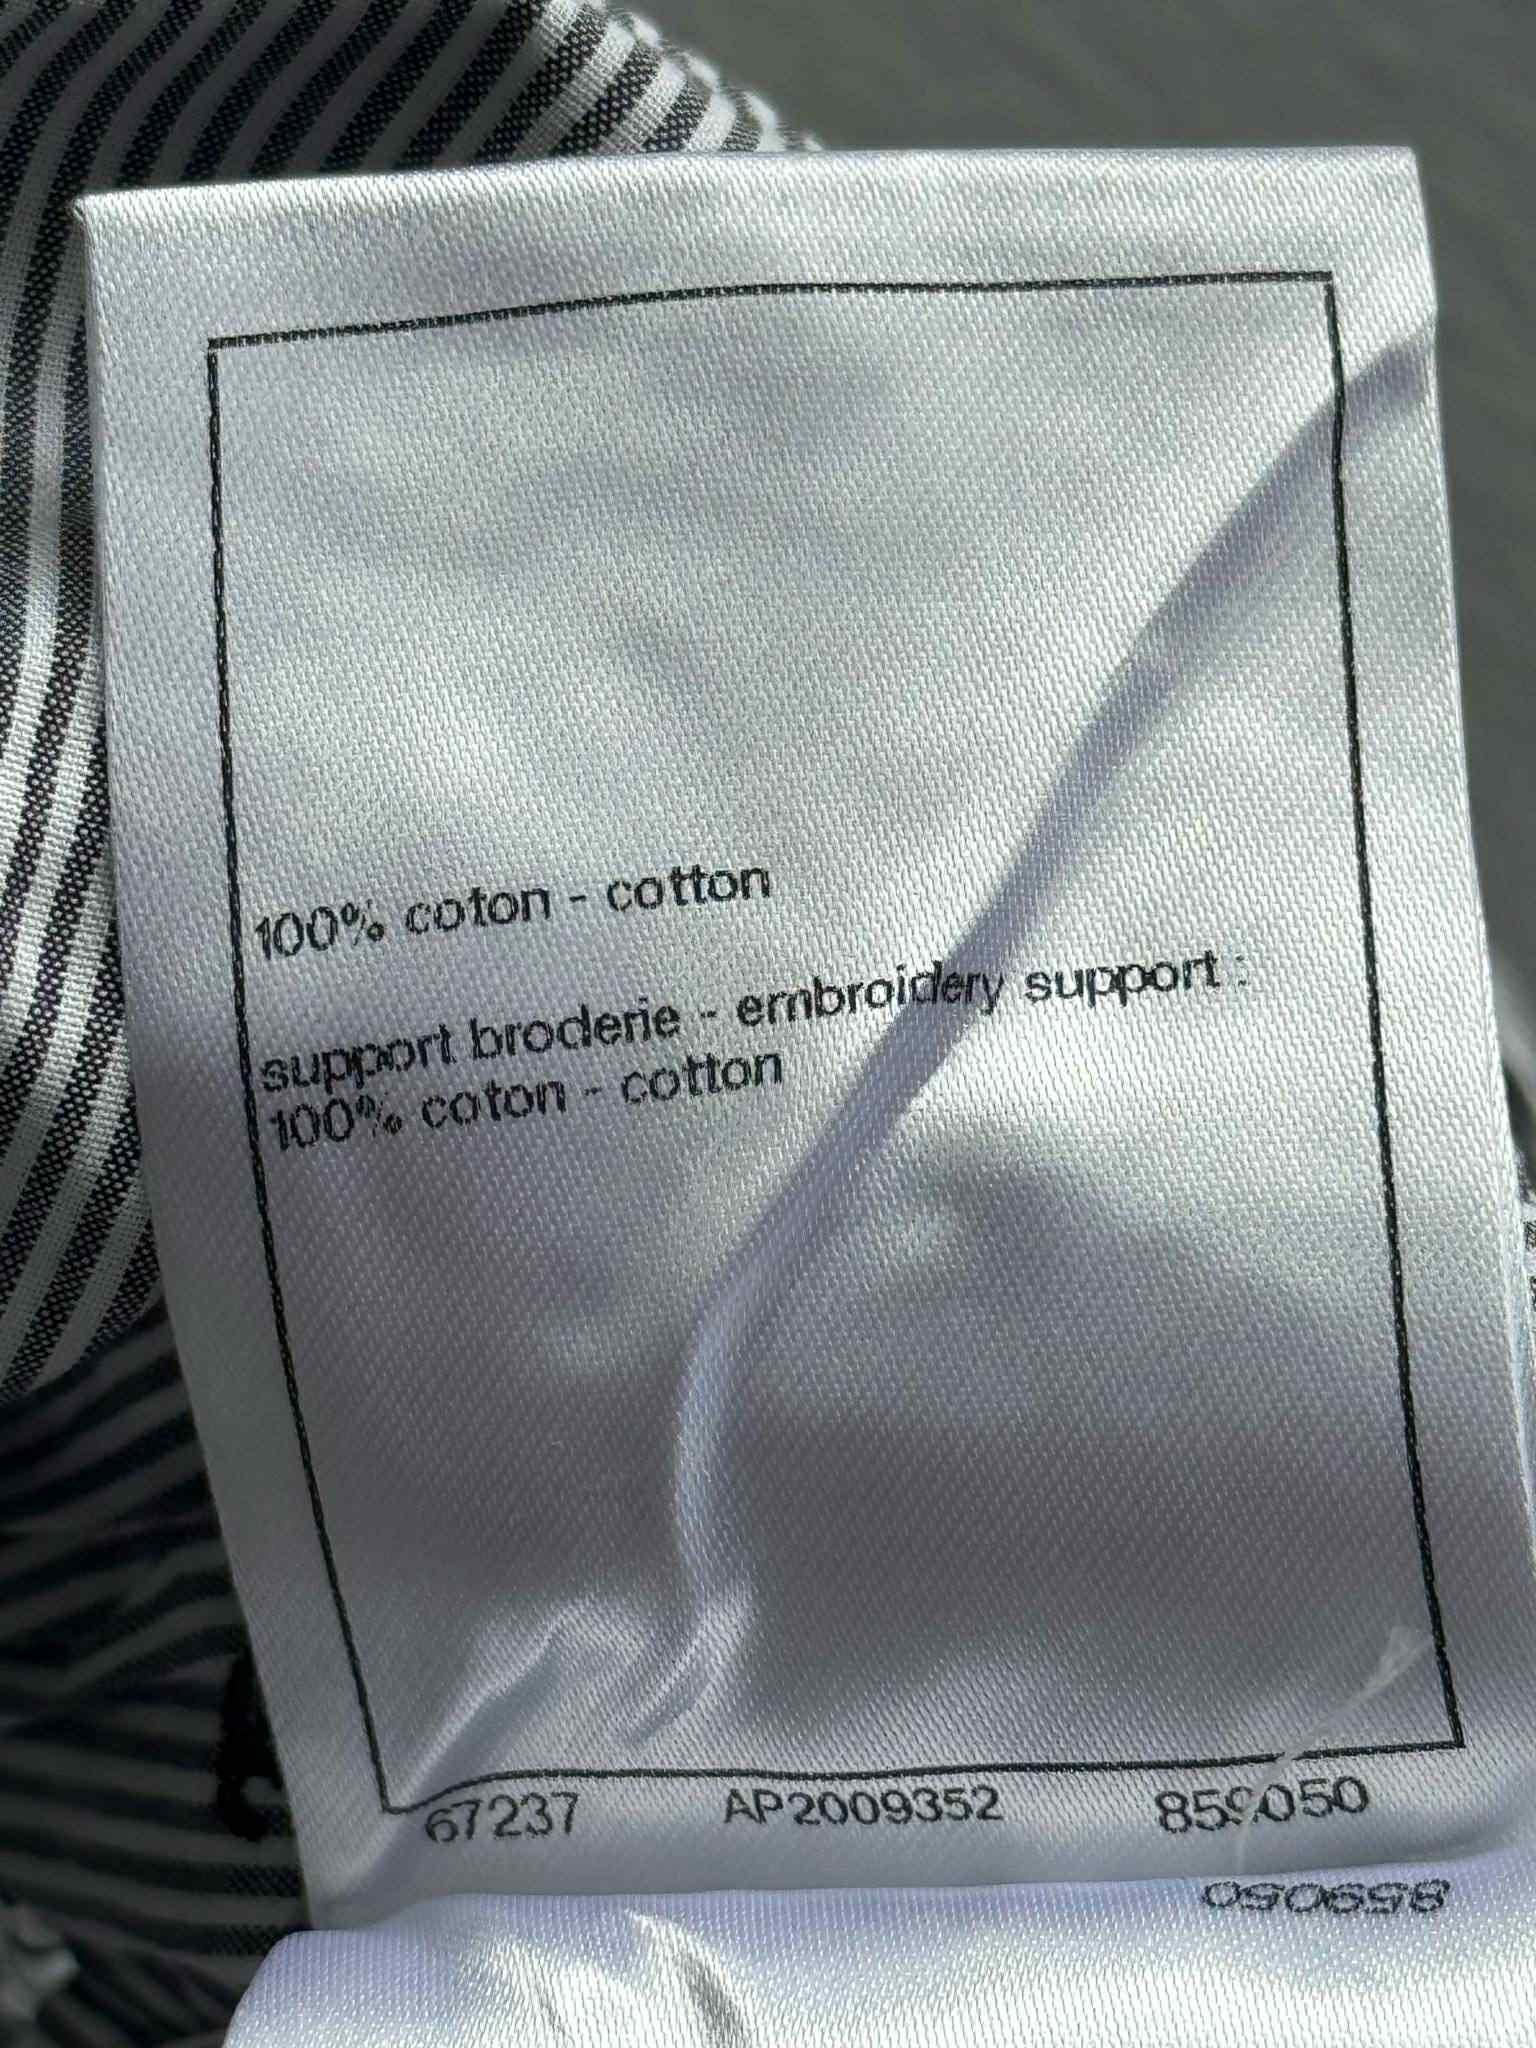 100% coton - cotton
support broderie - embroidery support :
100% coton - cotton
67237 AP2009352 859050
859050